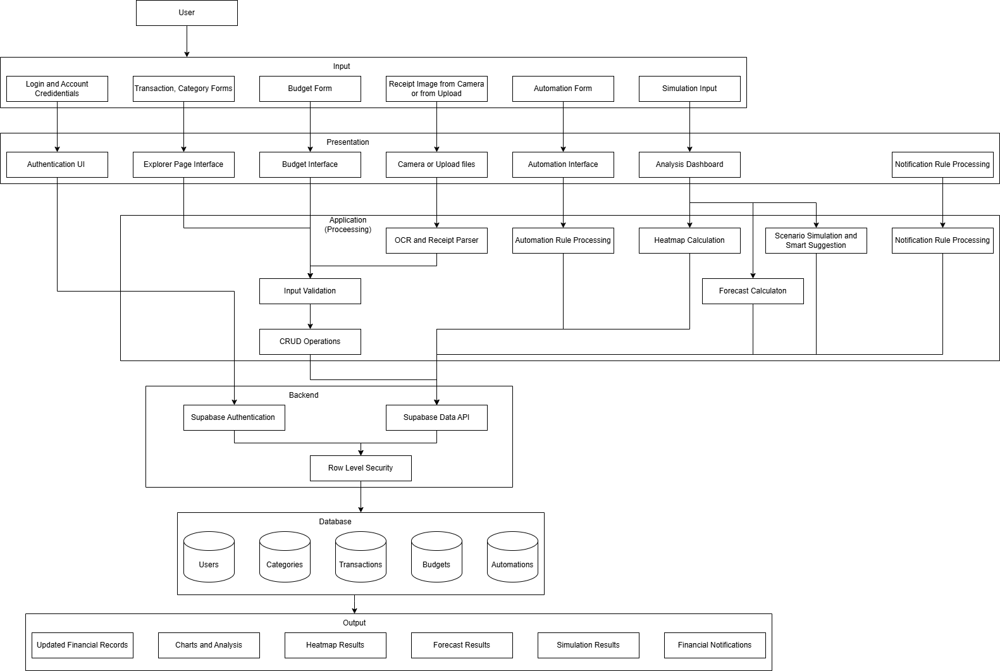 User
Input
Login and Account
Credidentials
Transaction, Category Forms
Budget Form
Receipt Image from Camera
or from Upload
Automation Form
Simulation Input
Presentation
Authentication UI
Explorer Page Interface
Budget Interface
Camera or Upload files
Automation Interface
Analysis Dashboard
Notification Rule Processing
Application
(Proceessing)
OCR and Receipt Parser
Automation Rule Processing
Heatmap Calculation
Scenario Simulation and
Smart Suggestion
Notification Rule Processing
Input Validation
Forecast Calculaton
CRUD Operations
Backend
Supabase Authentication
Supabase Data API
Row Level Security
Database
Users
Categories
Transactions
Budgets
Automations
Output
Updated Financial Records
Charts and Analysis
Heatmap Results
Forecast Results
Simulation Results
Financial Notifications